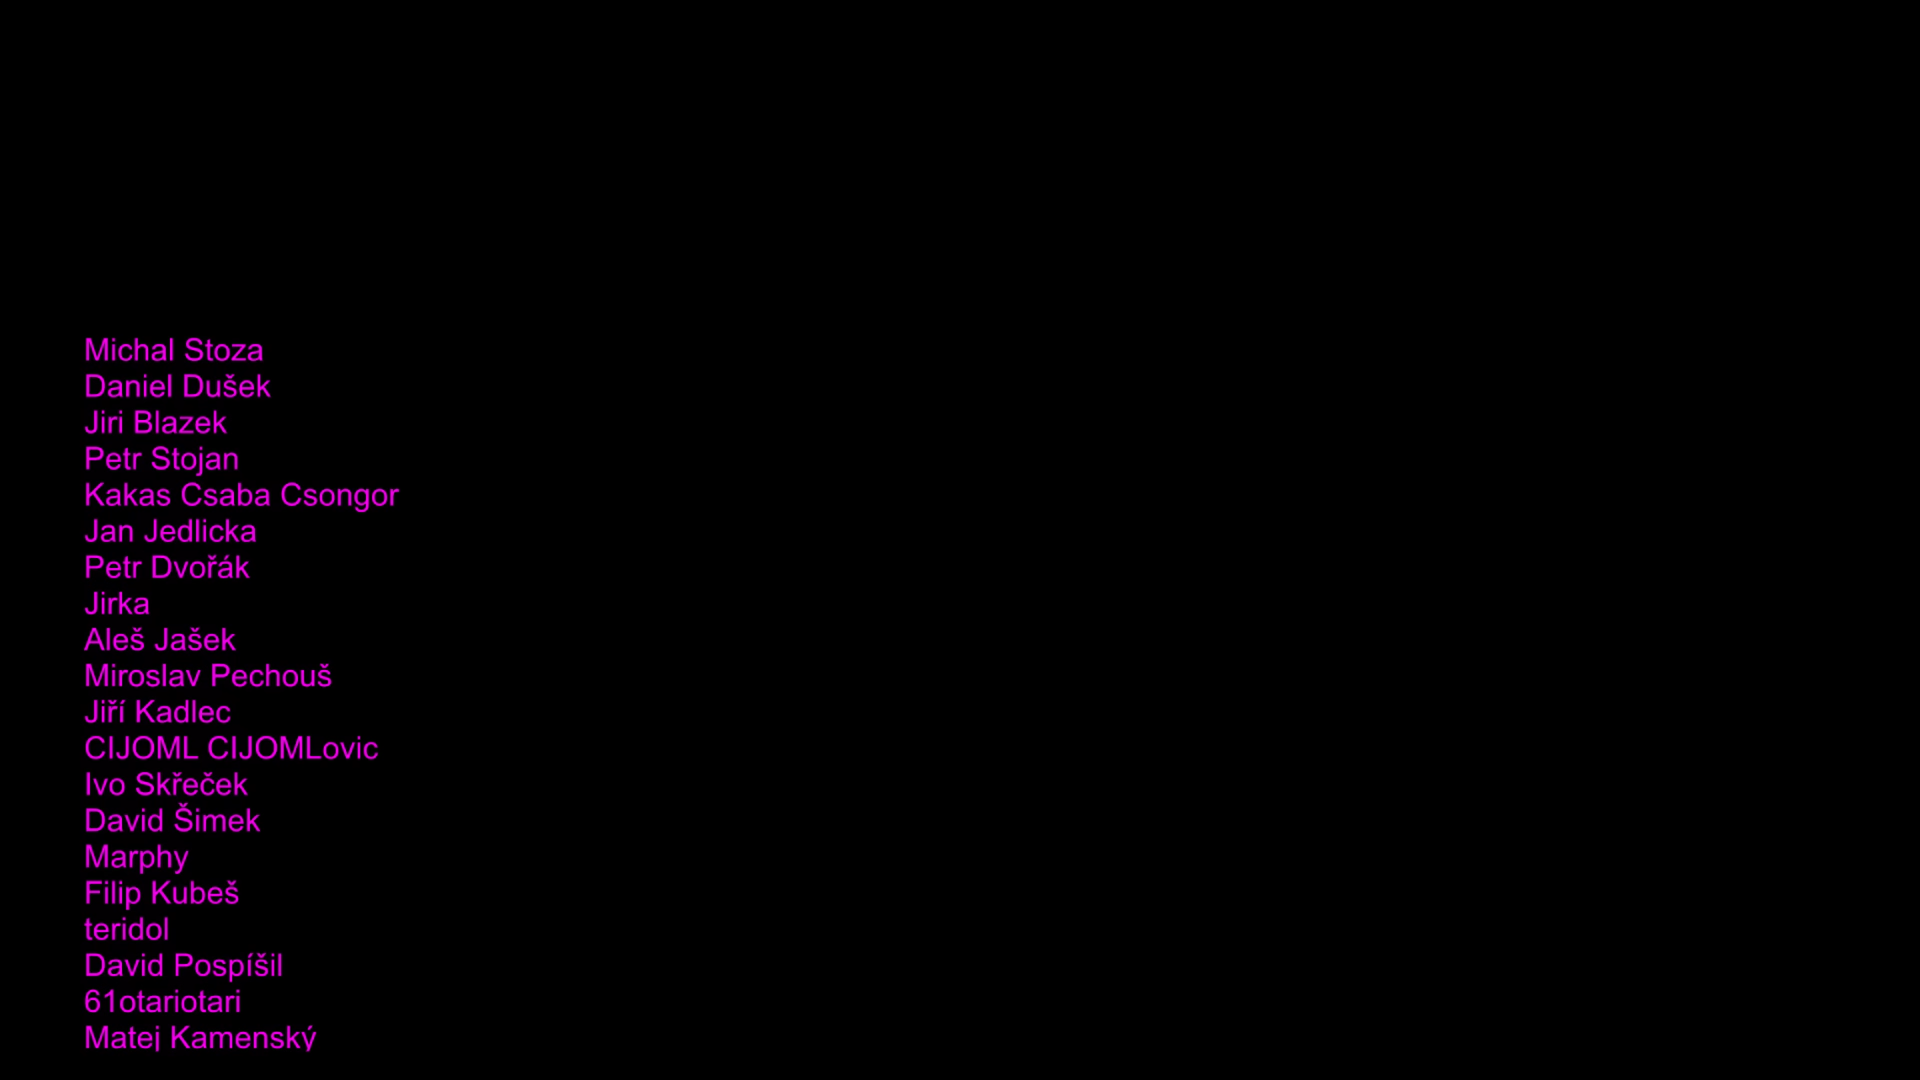 Michal Stoza
Daniel Dušek
Jiri Blazek
Petr Stojan
Kakas Csaba Csongor
Jan Jedlicka
Petr Dvořák
Jirka
Aleš Jašek
Miroslav Pechouš
Jiří Kadlec
CIJOML CIJOMLovic
Ivo Skřeček
David Šimek
Marphy
Filip Kubeš
teridol
David Pospíšil
61otariotari
Matej Kamenský